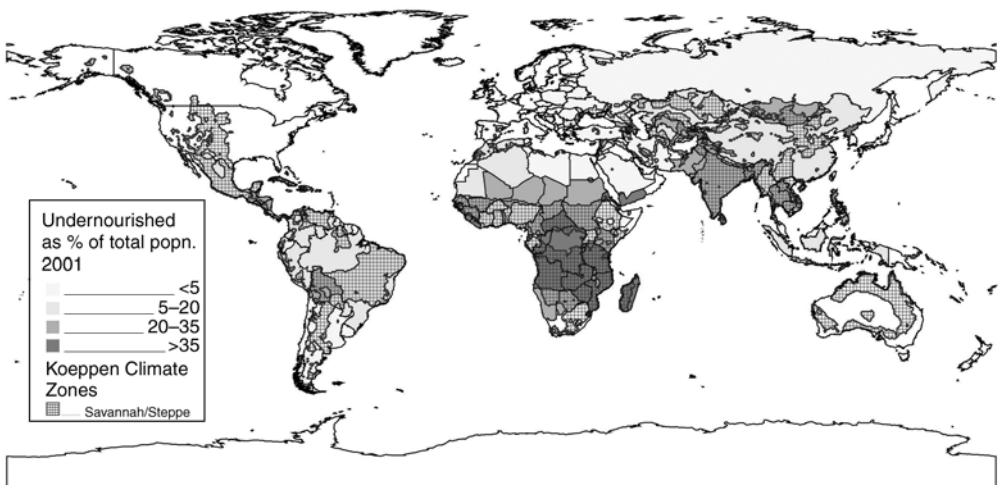 Undernourished
as % of total popn.
2001
<5
5–20
20–35
>35
Koeppen Climate
Zones
Savannah/Steppe